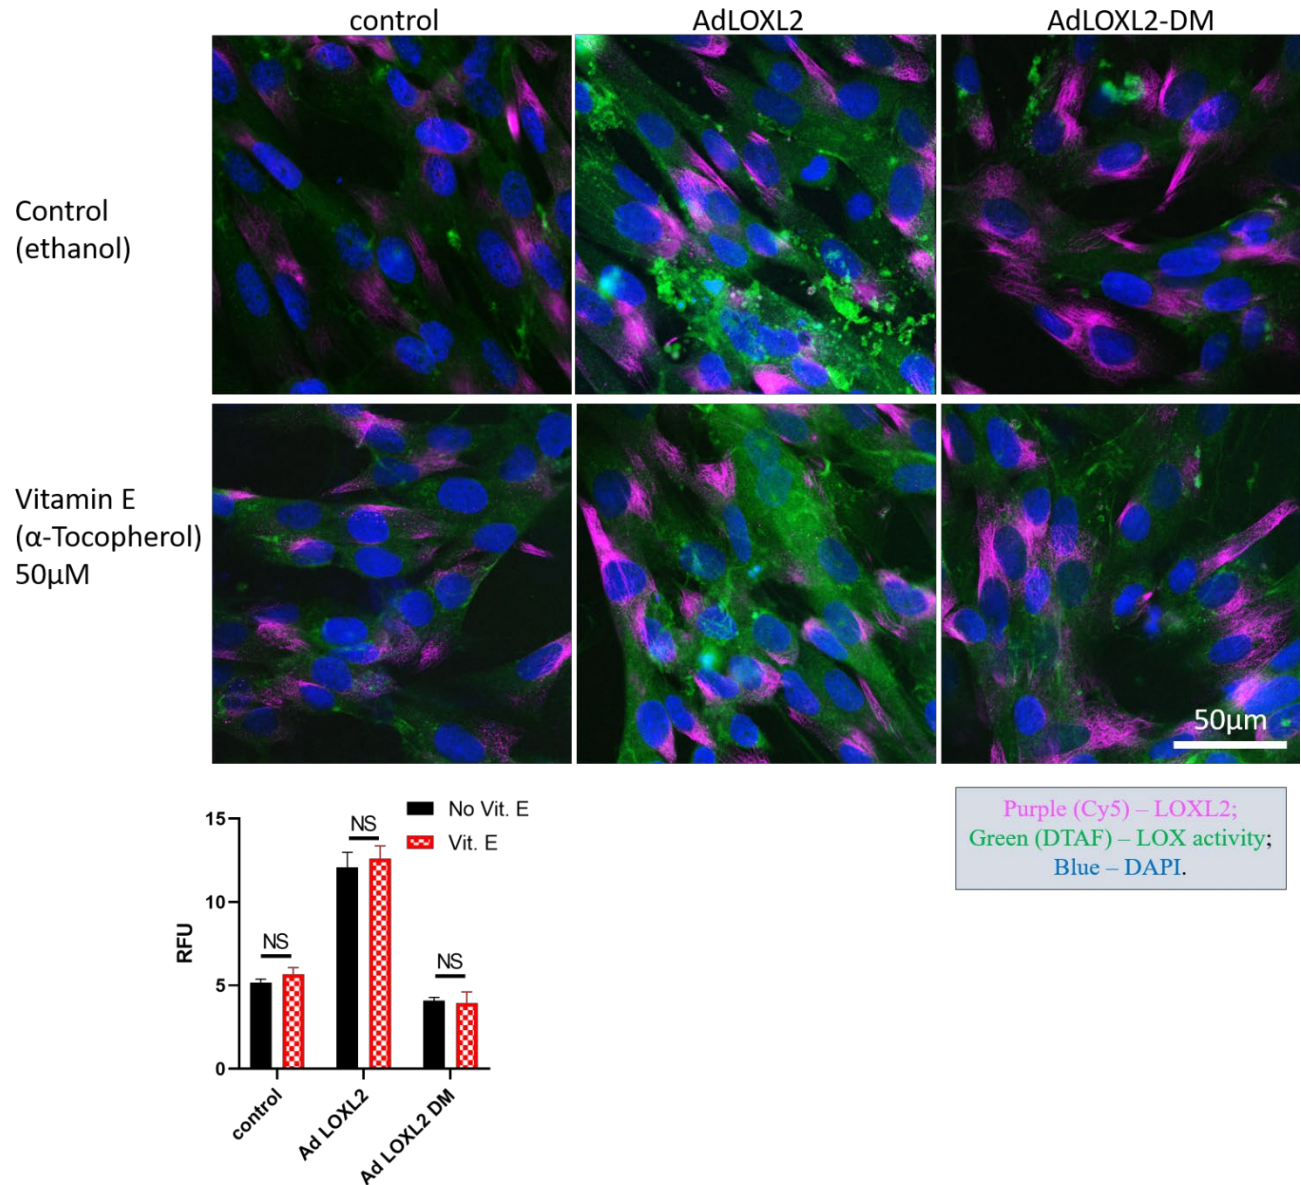 control AdLOXL2 AdLOXL2-DM
Control
(ethanol)
Vitamin E
(α-Tocopherol)
50µM
50µm
Purple (Cy5) – LOXL2;
Green (DTAF) – LOX activity;
Blue – DAPI.
No Vit. E
Vit. E
RFU
15
10
5
0
NS
NS
NS
control
Ad LOXL2
Ad LOXL2 DM